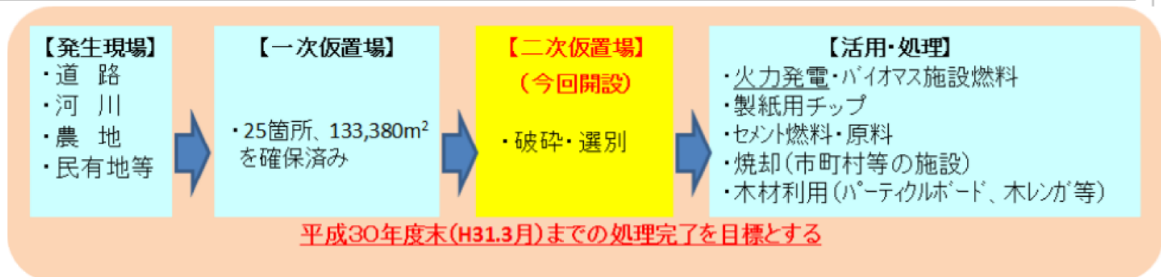 【発生現場】
・道　路
・河　川
・農　地
・民有地等
【一次仮置場】
・25箇所、133,380m²
を確保済み
【二次仮置場】
（今回開設）
・破砕・選別
【活用・処理】
・火力発電・バイオマス施設燃料
・製紙用チップ
・セメント燃料・原料
・焼却（市町村等の施設）
・木材利用（パーティクルボード、木レンガ等）
平成３０年度末（H31.3月）までの処理完了を目標とする